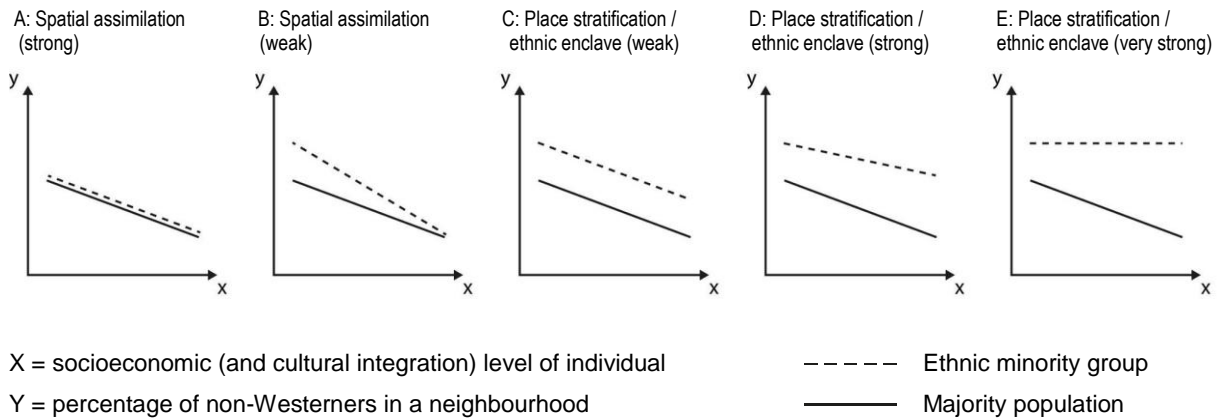 A: Spatial assimilation
(strong)
B: Spatial assimilation
(weak)
C: Place stratification /
ethnic enclave (weak)
D: Place stratification /
ethnic enclave (strong)
E: Place stratification /
ethnic enclave (very strong)
y
x
y
x
y
x
y
x
y
x
X = socioeconomic (and cultural integration) level of individual
Ethnic minority group
Y = percentage of non-Westerners in a neighbourhood
Majority population